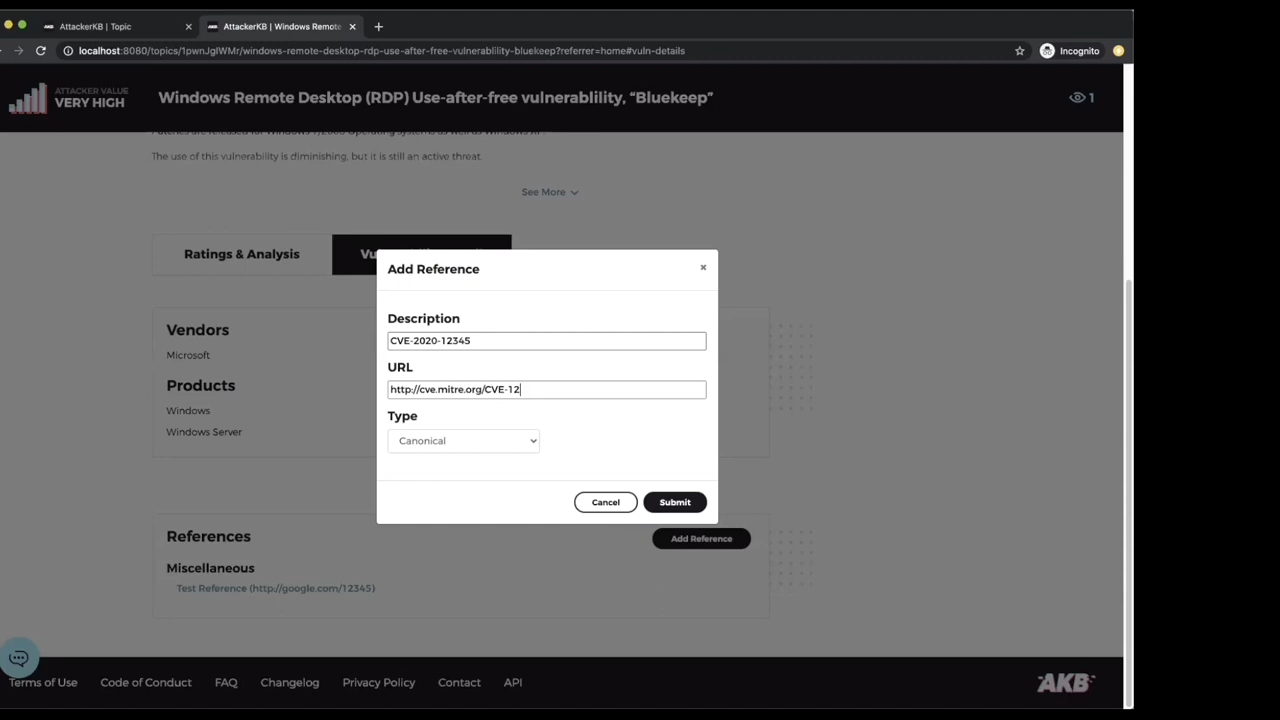 AttackerKB | Topic
AttackerKB | Windows Remote
localhost:8080/topics/1pwnJgIWMr/windows-remote-desktop-rdp-use-after-free-vulnerablility-bluekeep?referrer=home#vuln-details
Incognito
ATTACKER VALUE
VERY HIGH
Windows Remote Desktop (RDP) Use-after-free vulnerablility, “Bluekeep”
1
The use of this vulnerability is diminishing, but it is still an active threat.
See More
Ratings & Analysis
Add Reference
×
Description
CVE-2020-12345
URL
http://cve.mitre.org/CVE-12
Type
Canonical
Cancel
Submit
Vendors
Microsoft
Products
Windows
Windows Server
References
Add Reference
Miscellaneous
Test Reference (http://google.com/12345)
Terms of Use
Code of Conduct
FAQ
Changelog
Privacy Policy
Contact
API
AKB